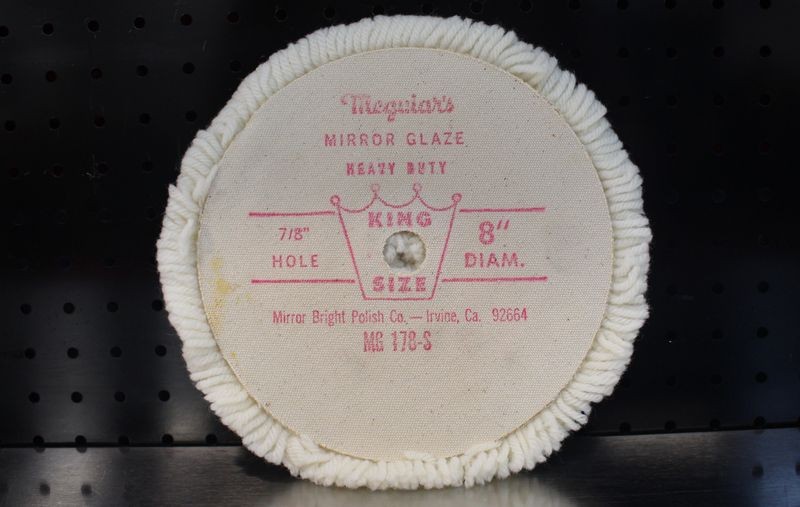 Meguiar's
MIRROR GLAZE
HEAVY DUTY
KING
7/8" 8"
HOLE DIAM.
SIZE
Mirror Bright Polish Co. — Irvine, Ca. 92664
MG 178-S